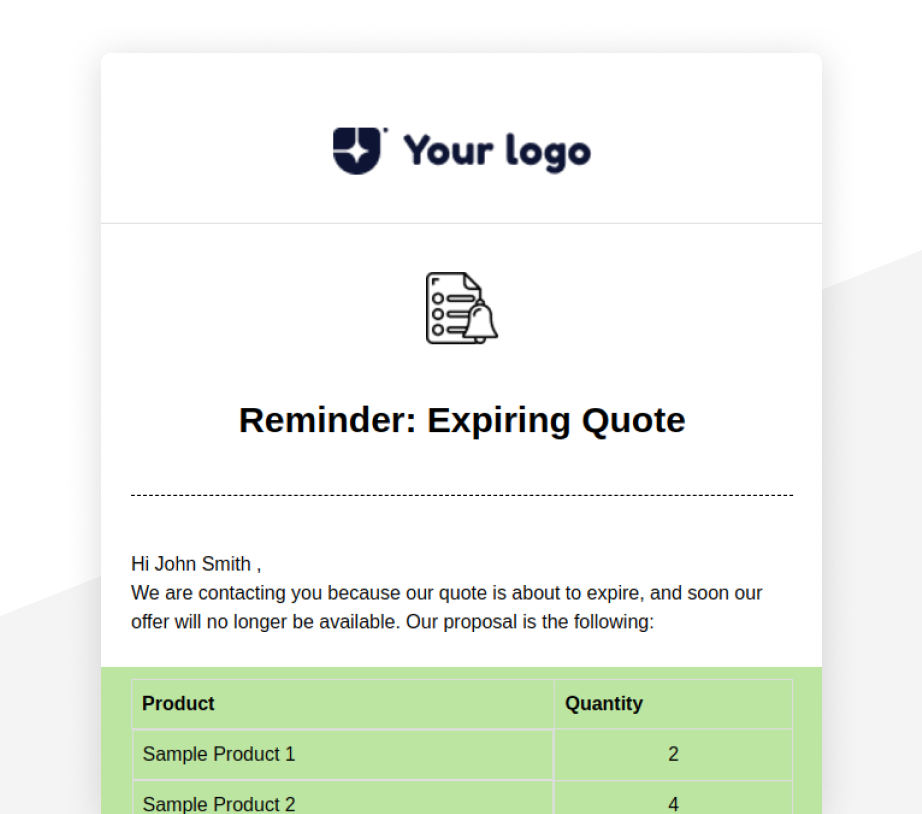 Your logo
Reminder: Expiring Quote
Hi John Smith ,
We are contacting you because our quote is about to expire, and soon our
offer will no longer be available. Our proposal is the following:
Product Quantity
Sample Product 1 2
Sample Product 2 4